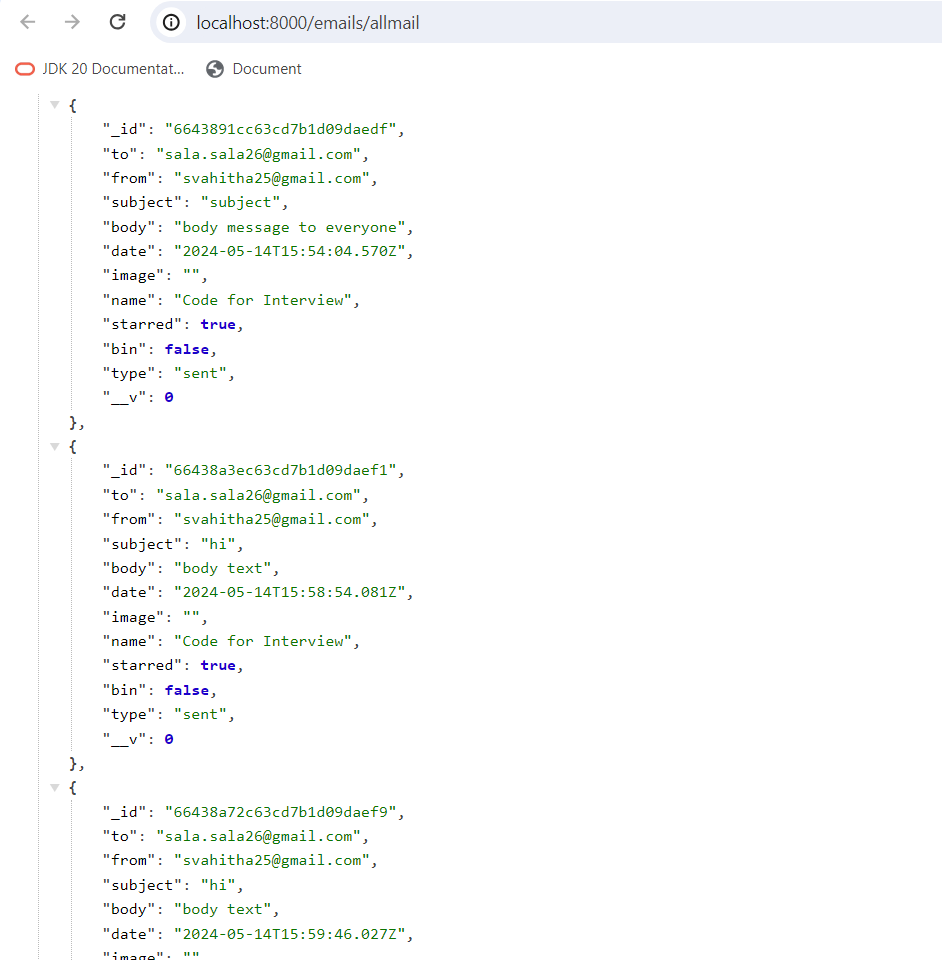 localhost:8000/emails/allmail
JDK 20 Documentat... Document
{
"_id": "6643891cc63cd7b1d09daedf",
"to": "sala.sala26@gmail.com",
"from": "svahitha25@gmail.com",
"subject": "subject",
"body": "body message to everyone",
"date": "2024-05-14T15:54:04.570Z",
"image": "",
"name": "Code for Interview",
"starred": true,
"bin": false,
"type": "sent",
"__v": 0
},
{
"_id": "66438a3ec63cd7b1d09daef1",
"to": "sala.sala26@gmail.com",
"from": "svahitha25@gmail.com",
"subject": "hi",
"body": "body text",
"date": "2024-05-14T15:58:54.081Z",
"image": "",
"name": "Code for Interview",
"starred": true,
"bin": false,
"type": "sent",
"__v": 0
},
{
"_id": "66438a72c63cd7b1d09daef9",
"to": "sala.sala26@gmail.com",
"from": "svahitha25@gmail.com",
"subject": "hi",
"body": "body text",
"date": "2024-05-14T15:59:46.027Z",
"image": ""